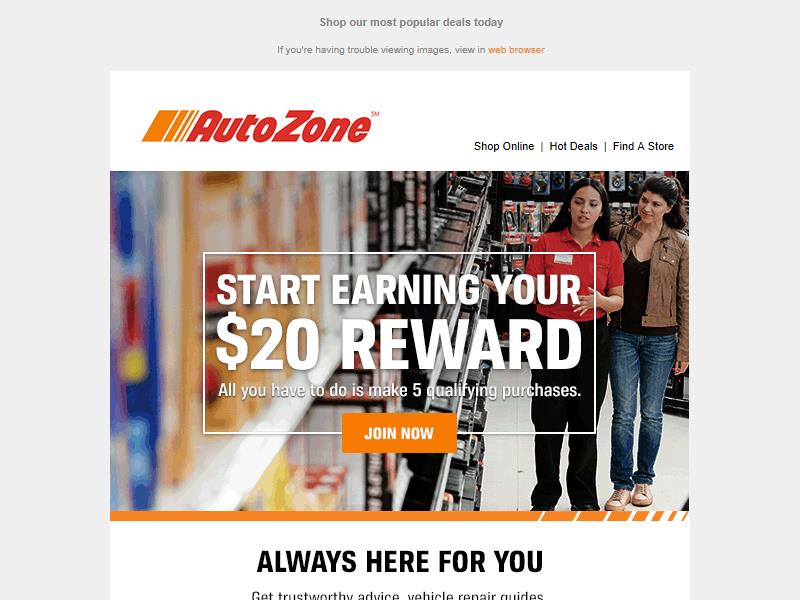 Shop our most popular deals today
If you're having trouble viewing images, view in web browser
AutoZone SM
Shop Online | Hot Deals | Find A Store
START EARNING YOUR
$20 REWARD
All you have to do is make 5 qualifying purchases.
JOIN NOW
ALWAYS HERE FOR YOU
Get trustworthy advice, vehicle repair guides